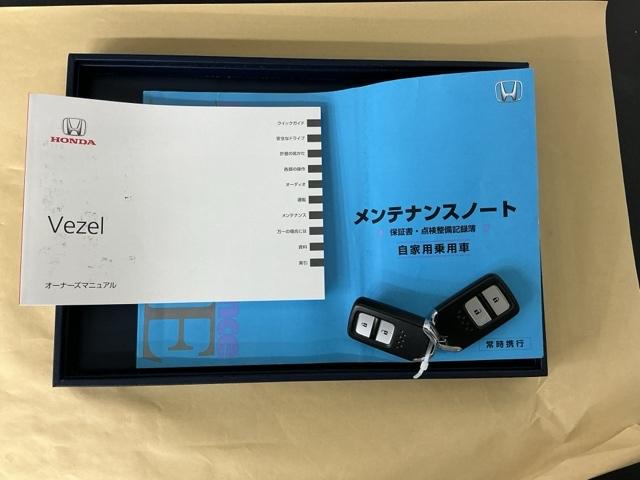 HONDA
Vezel
オーナーズマニュアル
クイックガイド
安全なドライブ
計器の見かた
各部の操作
オーディオ
運転
メンテナンス
万一の場合には
資料
索引
メンテナンスノート
保証書・点検整備記録簿
自家用乗用車
常時携行
nce
E